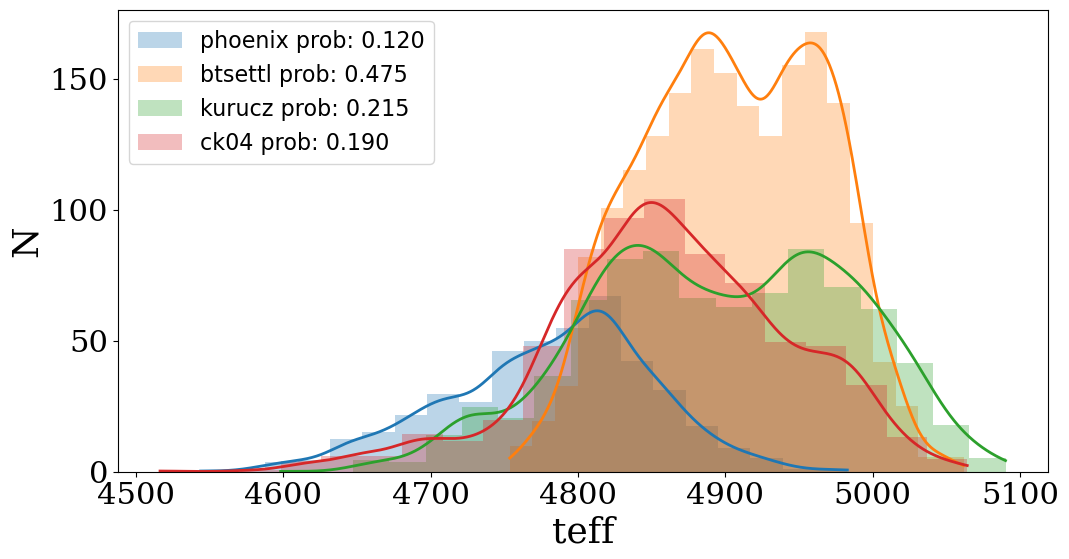 phoenix prob: 0.120
btsettl prob: 0.475
kurucz prob: 0.215
ck04 prob: 0.190
150
100
50
0
N
4500 4600 4700 4800 4900 5000 5100
teff